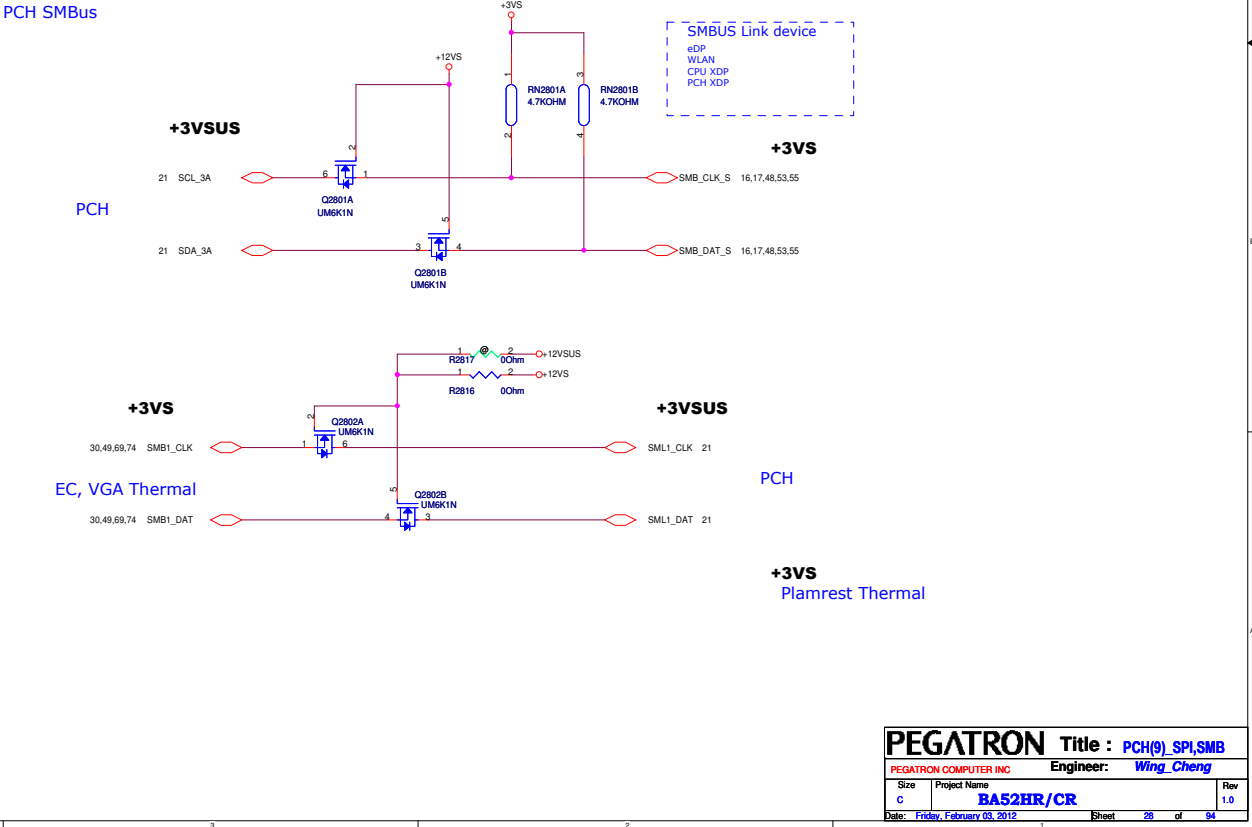 PCH SMBus
+3VS
SMBUS Link device
eDP
WLAN
CPU XDP
PCH XDP
+12VS
1
3
RN2801A
4.7KOHM
RN2801B
4.7KOHM
2
4
+3VSUS
+3VS
2
21 SCL_3A
6
1
SMB_CLK_S 16,17,48,53,55
Q2801A
UM6K1N
PCH
5
21 SDA_3A
3
4
SMB_DAT_S 16,17,48,53,55
Q2801B
UM6K1N
1
@
2
+12VSUS
R2817
0Ohm
1
2
+12VS
R2816
0Ohm
+3VS
+3VSUS
2
Q2802A
UM6K1N
30,49,69,74 SMB1_CLK
1
6
SML1_CLK 21
PCH
EC, VGA Thermal
5
Q2802B
UM6K1N
30,49,69,74 SMB1_DAT
4
3
SML1_DAT 21
+3VS
Plamrest Thermal
PEGATRON
Title : PCH(9)_SPI,SMB
PEGATRON COMPUTER INC
Engineer: Wing_Cheng
Size
C
Project Name
BA52HR/CR
Rev
1.0
Date: Friday, February 03, 2012
Sheet 28 of 94
3
2
1